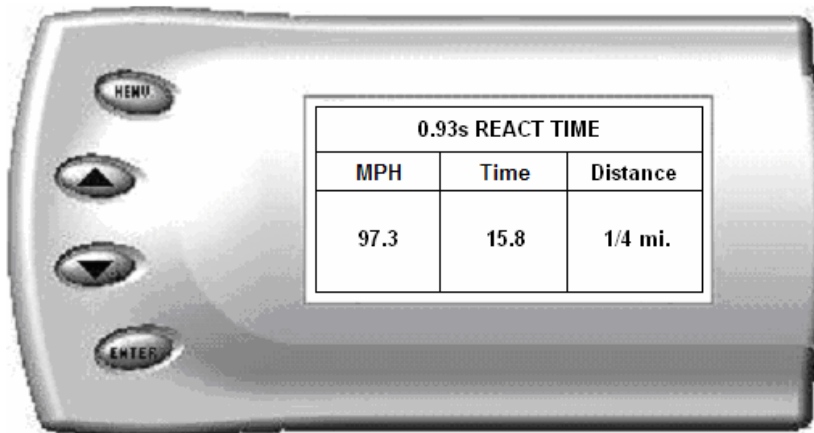 MENU
0.93s REACT TIME
MPH Time Distance
97.3 15.8 1/4 mi.
ENTER